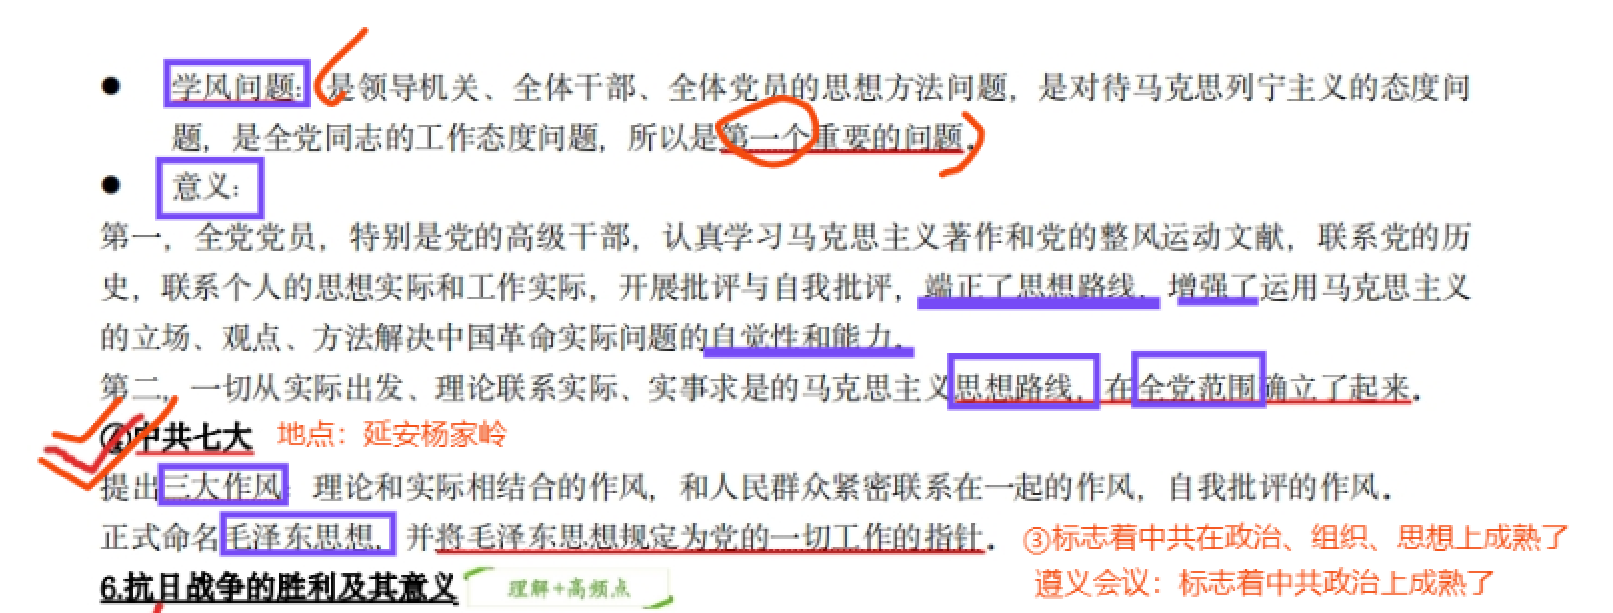 ● 学风问题：是领导机关、全体干部、全体党员的思想方法问题，是对待马克思列宁主义的态度问
题，是全党同志的工作态度问题，所以是第一个重要的问题。
● 意义：
第一，全党党员，特别是党的高级干部，认真学习马克思主义著作和党的整风运动文献，联系党的历
史，联系个人的思想实际和工作实际，开展批评与自我批评，端正了思想路线，增强了运用马克思主义
的立场、观点、方法解决中国革命实际问题的自觉性和能力。
第二，一切从实际出发、理论联系实际、实事求是的马克思主义思想路线，在全党范围确立了起来。
中共七大 地点：延安杨家岭
提出三大作风：理论和实际相结合的作风，和人民群众紧密联系在一起的作风，自我批评的作风。
正式命名毛泽东思想，并将毛泽东思想规定为党的一切工作的指针。 ③标志着中共在政治、组织、思想上成熟了
遵义会议：标志着中共政治上成熟了
6.抗日战争的胜利及其意义 理解+高频点